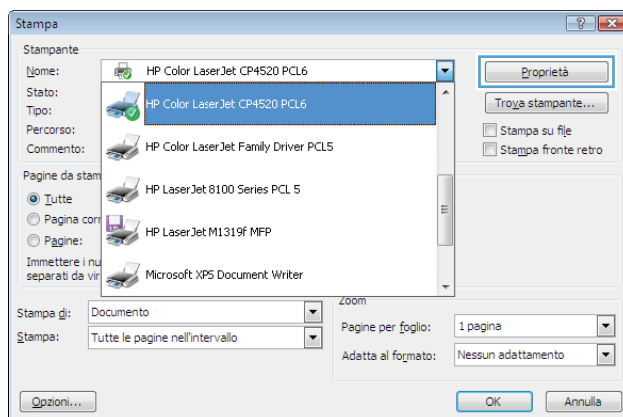 Stampa
Stampante
Nome: HP Color LaserJet CP4520 PCL6 Proprietà
Stato: HP Color LaserJet CP4520 PCL6 Trova stampante...
Tipo:
Percorso: Stampa su file
Commento: HP Color LaserJet Family Driver PCL5 Stampa fronte retro
Pagine da stam
HP LaserJet 8100 Series PCL 5
Tutte
Pagina corr
HP LaserJet M1319f MFP
Pagine:
Immettere i nu
separati da vir Microsoft XPS Document Writer
Zoom
Stampa di: Documento
Pagine per foglio: 1 pagina
Stampa: Tutte le pagine nell'intervallo
Adatta al formato: Nessun adattamento
Opzioni... OK Annulla